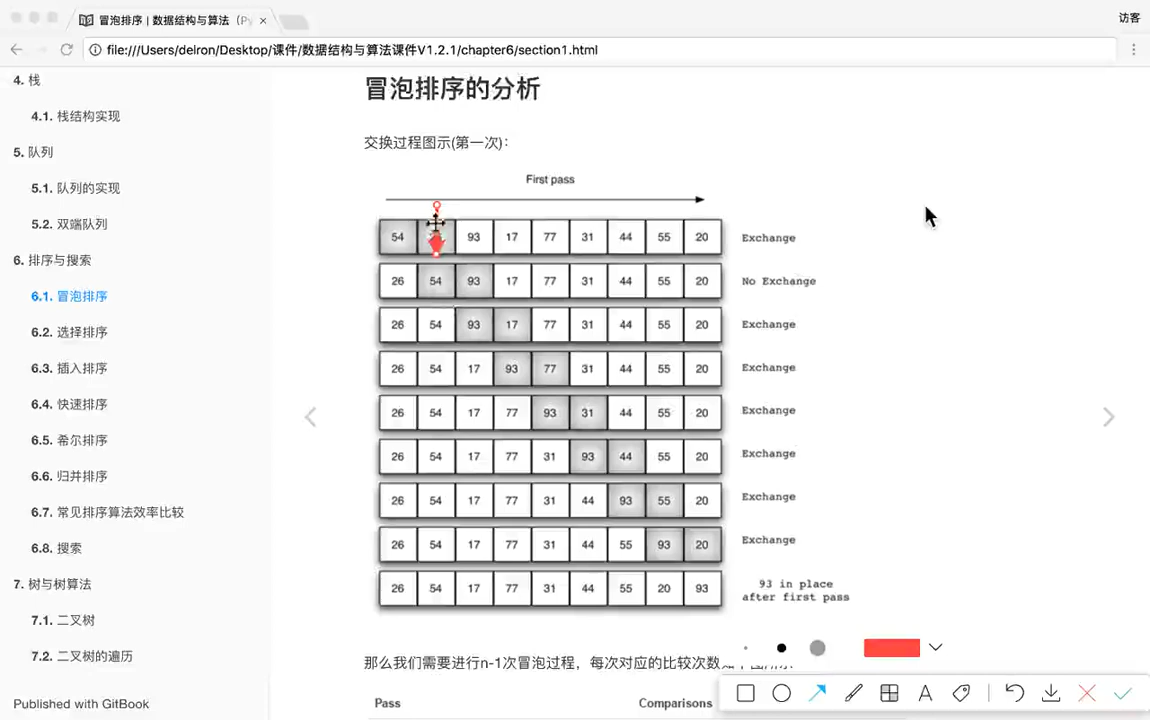 冒泡排序 | 数据结构与算法 (Py
访客
file:///Users/delron/Desktop/课件/数据结构与算法课件V1.2.1/chapter6/section1.html
4. 栈
4.1. 栈结构实现
5. 队列
5.1. 队列的实现
5.2. 双端队列
6. 排序与搜索
6.1. 冒泡排序
6.2. 选择排序
6.3. 插入排序
6.4. 快速排序
6.5. 希尔排序
6.6. 归并排序
6.7. 常见排序算法效率比较
6.8. 搜索
7. 树与树算法
7.1. 二叉树
7.2. 二叉树的遍历
Published with GitBook
冒泡排序的分析
交换过程图示(第一次)：
First pass
54 93 17 77 31 44 55 20 Exchange
26 54 93 17 77 31 44 55 20 No Exchange
26 54 93 17 77 31 44 55 20 Exchange
26 54 17 93 77 31 44 55 20 Exchange
26 54 17 77 93 31 44 55 20 Exchange
26 54 17 77 31 93 44 55 20 Exchange
26 54 17 77 31 44 93 55 20 Exchange
26 54 17 77 31 44 55 93 20 Exchange
26 54 17 77 31 44 55 20 93 93 in place
after first pass
那么我们需要进行n-1次冒泡过程，每次对应的比较次数
Pass Comparisons
A